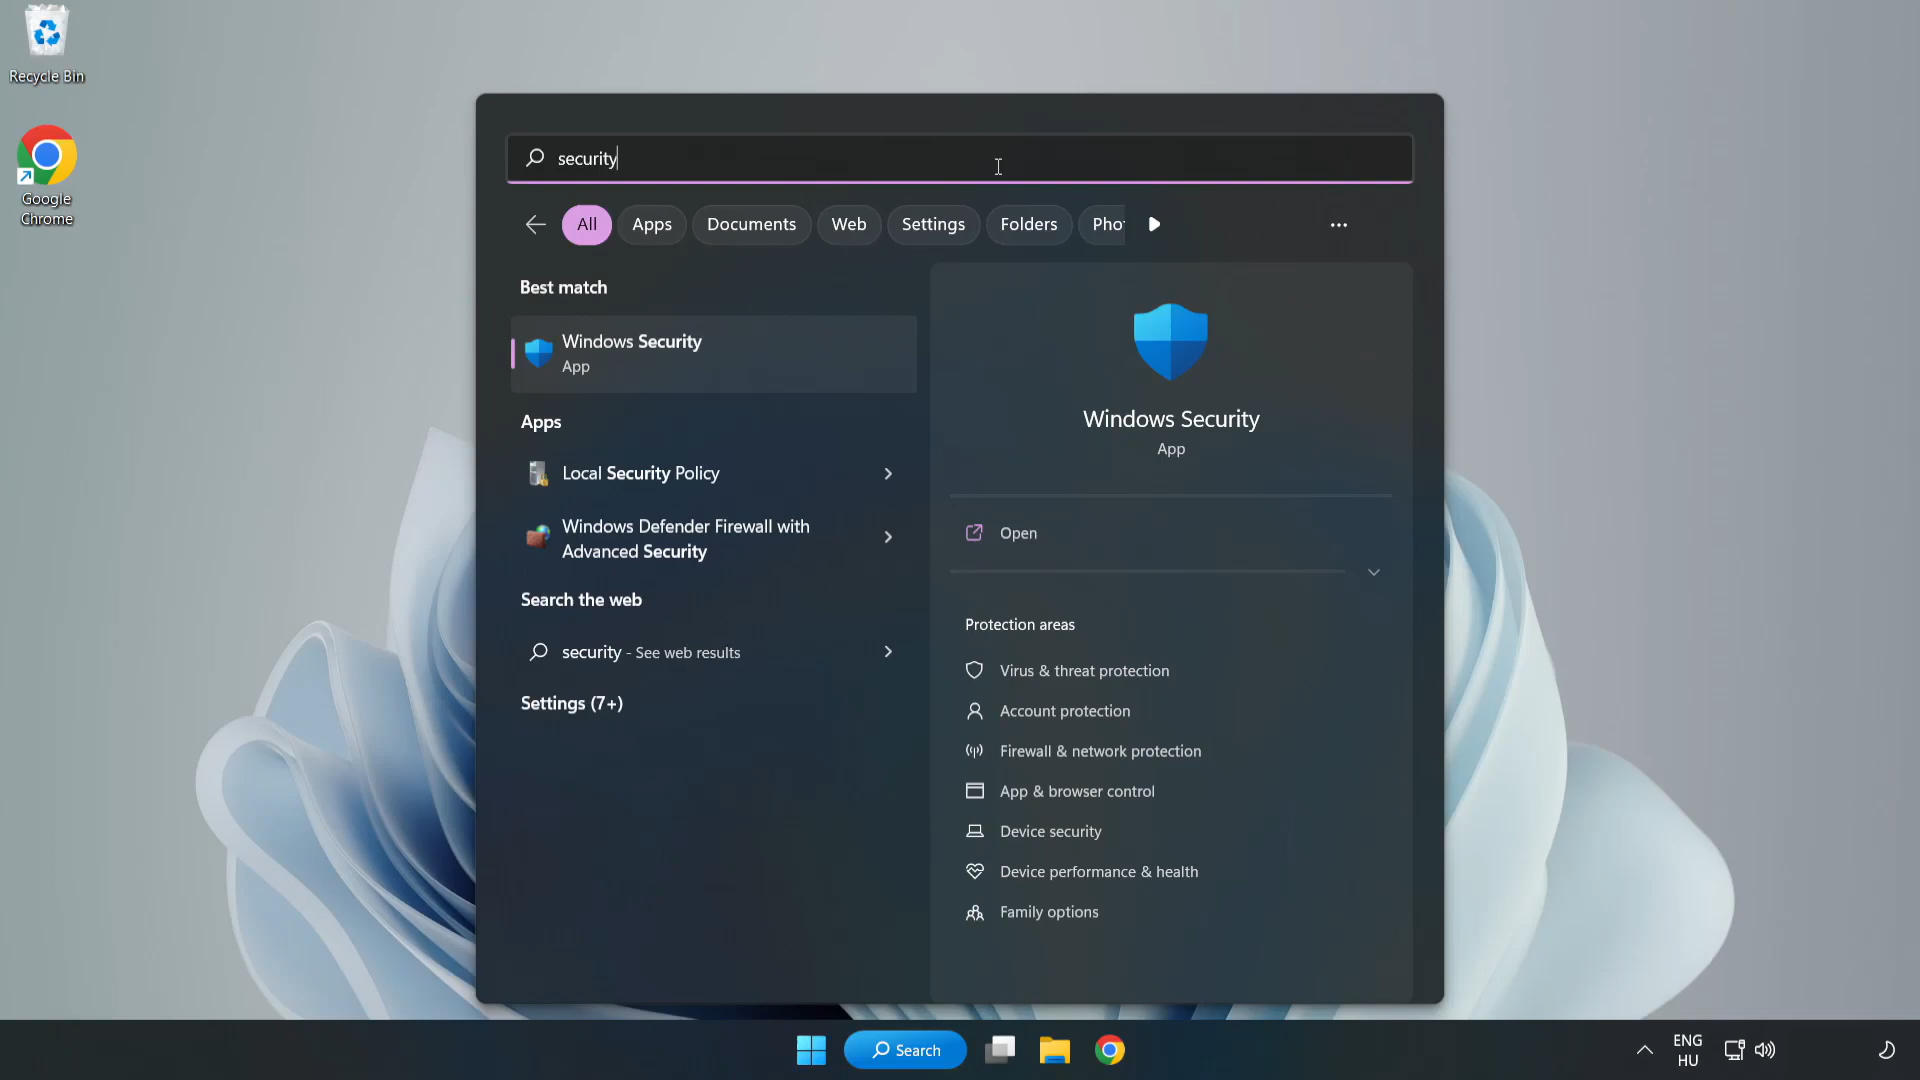 Recycle Bin
Google
Chrome
security
All
Apps
Documents
Web
Settings
Folders
Pho
Best match
Windows Security
App
Apps
Local Security Policy
Windows Defender Firewall with
Advanced Security
Search the web
security - See web results
Settings (7+)
Windows Security
App
Open
Protection areas
Virus & threat protection
Account protection
Firewall & network protection
App & browser control
Device security
Device performance & health
Family options
Search
ENG
HU